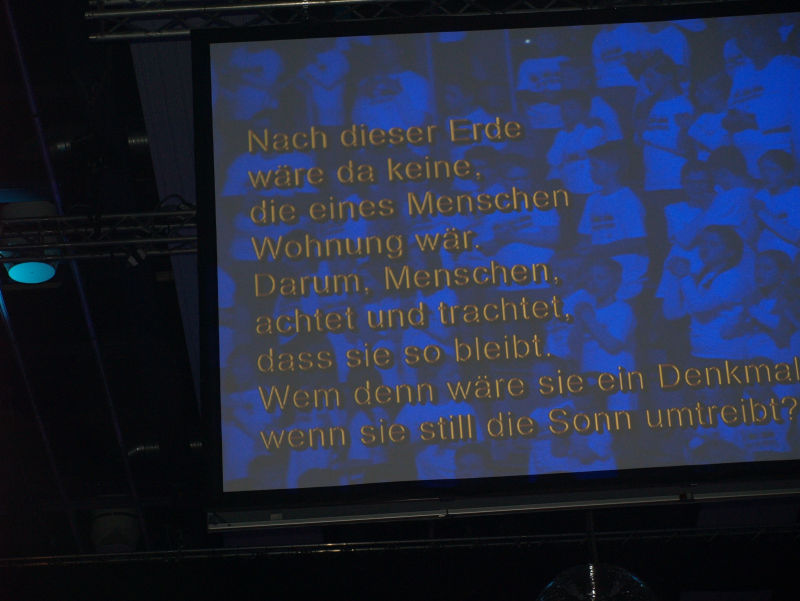 Nach dieser Erde
wäre da keine,
die eines Menschen
Wohnung wär.
Darum, Menschen,
achtet und trachtet,
dass sie so bleibt.
Wem denn wäre sie ein Denkmal
wenn sie still die Sonn umtreibt?